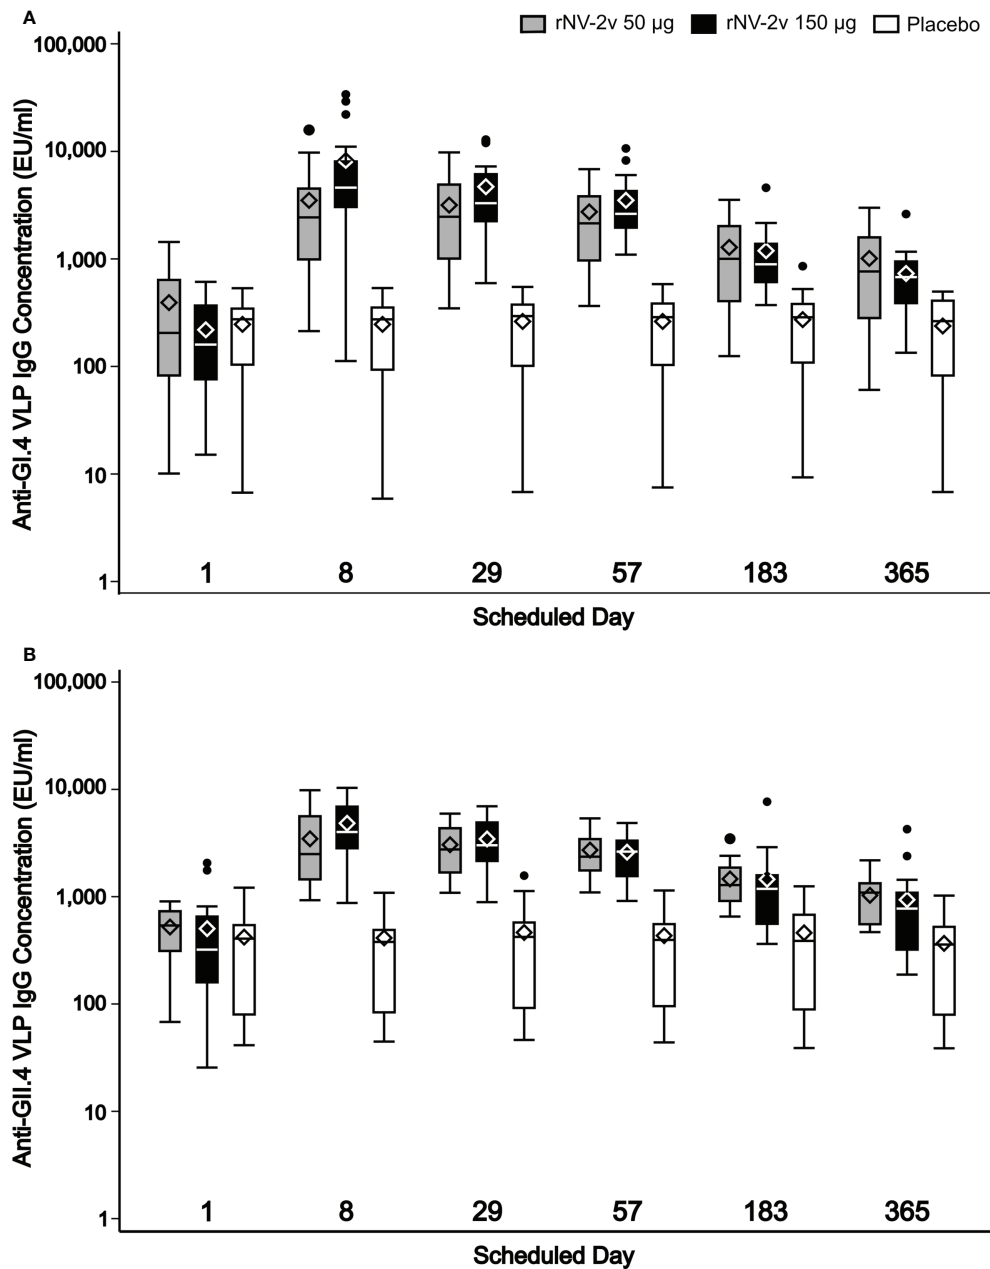 A
rNV-2v 50 µg rNV-2v 150 µg Placebo
Anti-GI.4 VLP IgG Concentration (EU/ml)
100,000
10,000
1,000
100
10
1
1 8 29 57 183 365
Scheduled Day
B
Anti-GII.4 VLP IgG Concentration (EU/ml)
100,000
10,000
1,000
100
10
1
1 8 29 57 183 365
Scheduled Day